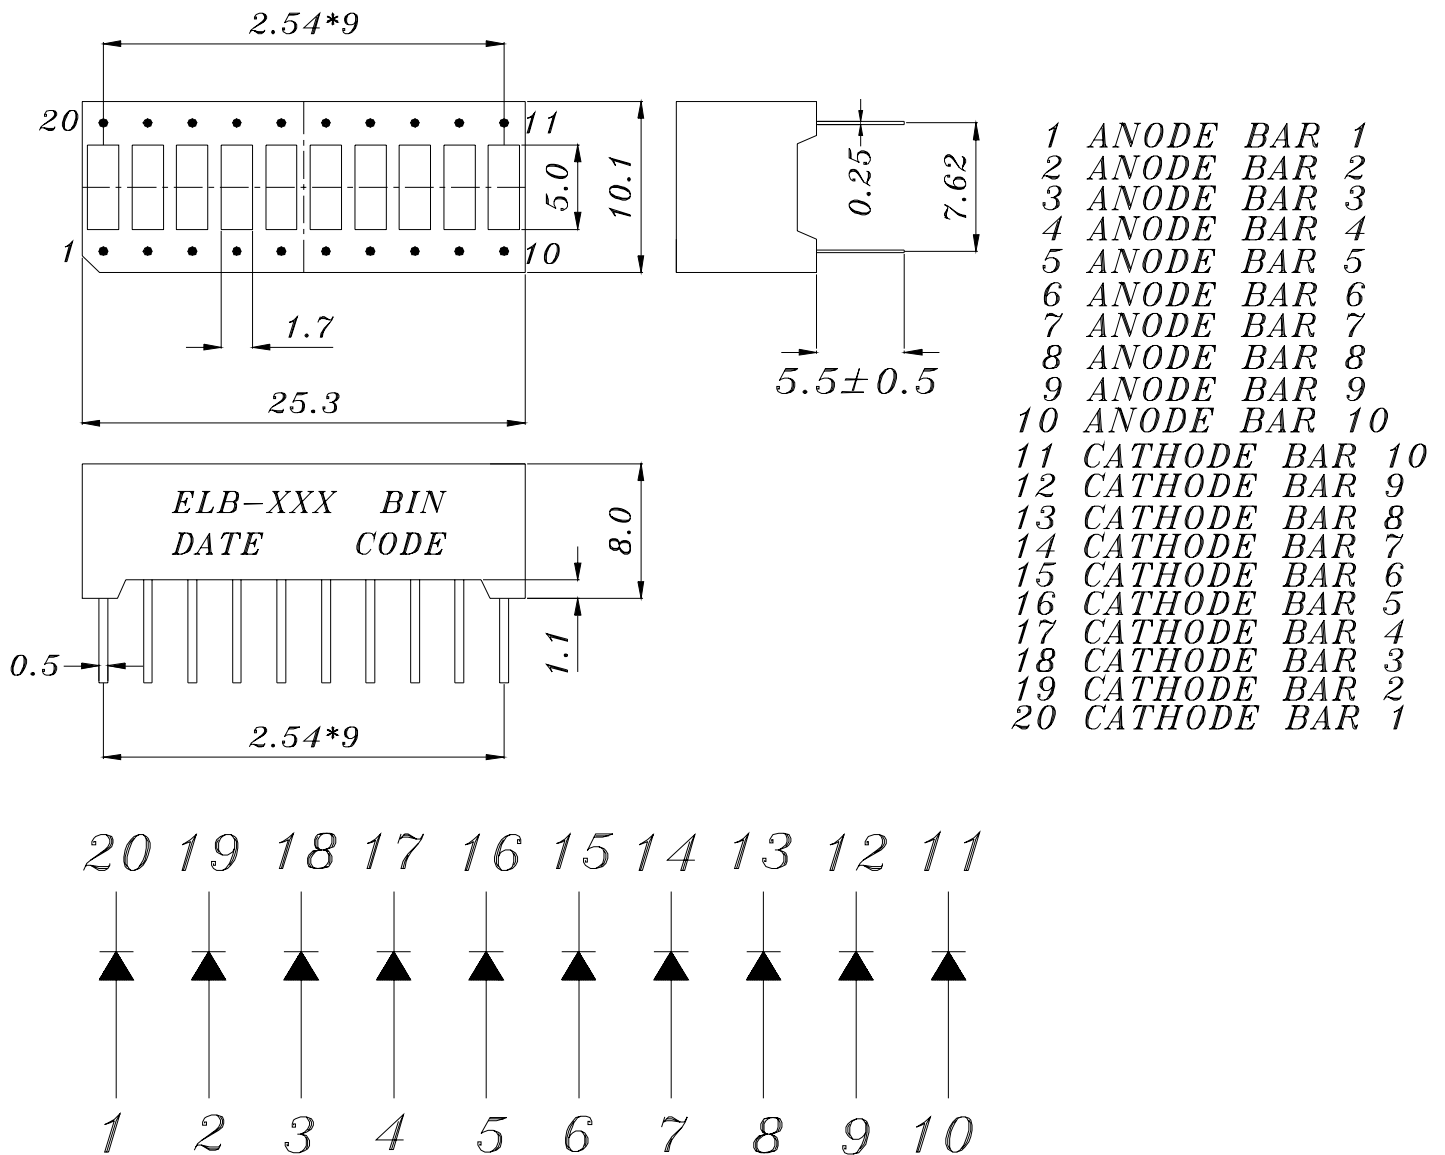 2.54*9
20
11
1
10
5.0
10.1
1.7
25.3
0.25
7.62
5.5±0.5
ELB-XXX BIN
DATE CODE
8.0
1.1
0.5
2.54*9
1 ANODE BAR 1
2 ANODE BAR 2
3 ANODE BAR 3
4 ANODE BAR 4
5 ANODE BAR 5
6 ANODE BAR 6
7 ANODE BAR 7
8 ANODE BAR 8
9 ANODE BAR 9
10 ANODE BAR 10
11 CATHODE BAR 10
12 CATHODE BAR 9
13 CATHODE BAR 8
14 CATHODE BAR 7
15 CATHODE BAR 6
16 CATHODE BAR 5
17 CATHODE BAR 4
18 CATHODE BAR 3
19 CATHODE BAR 2
20 CATHODE BAR 1
20 19 18 17 16 15 14 13 12 11
1 2 3 4 5 6 7 8 9 10